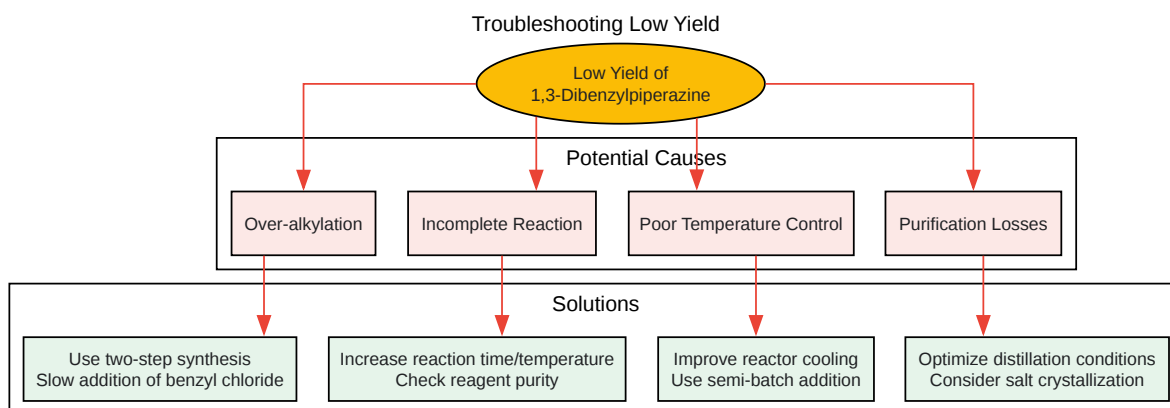 Troubleshooting Low Yield
Low Yield of
1,3-Dibenzylpiperazine
Potential Causes
Over-alkylation
Incomplete Reaction
Poor Temperature Control
Purification Losses
Solutions
Use two-step synthesis
Slow addition of benzyl chloride
Increase reaction time/temperature
Check reagent purity
Improve reactor cooling
Use semi-batch addition
Optimize distillation conditions
Consider salt crystallization